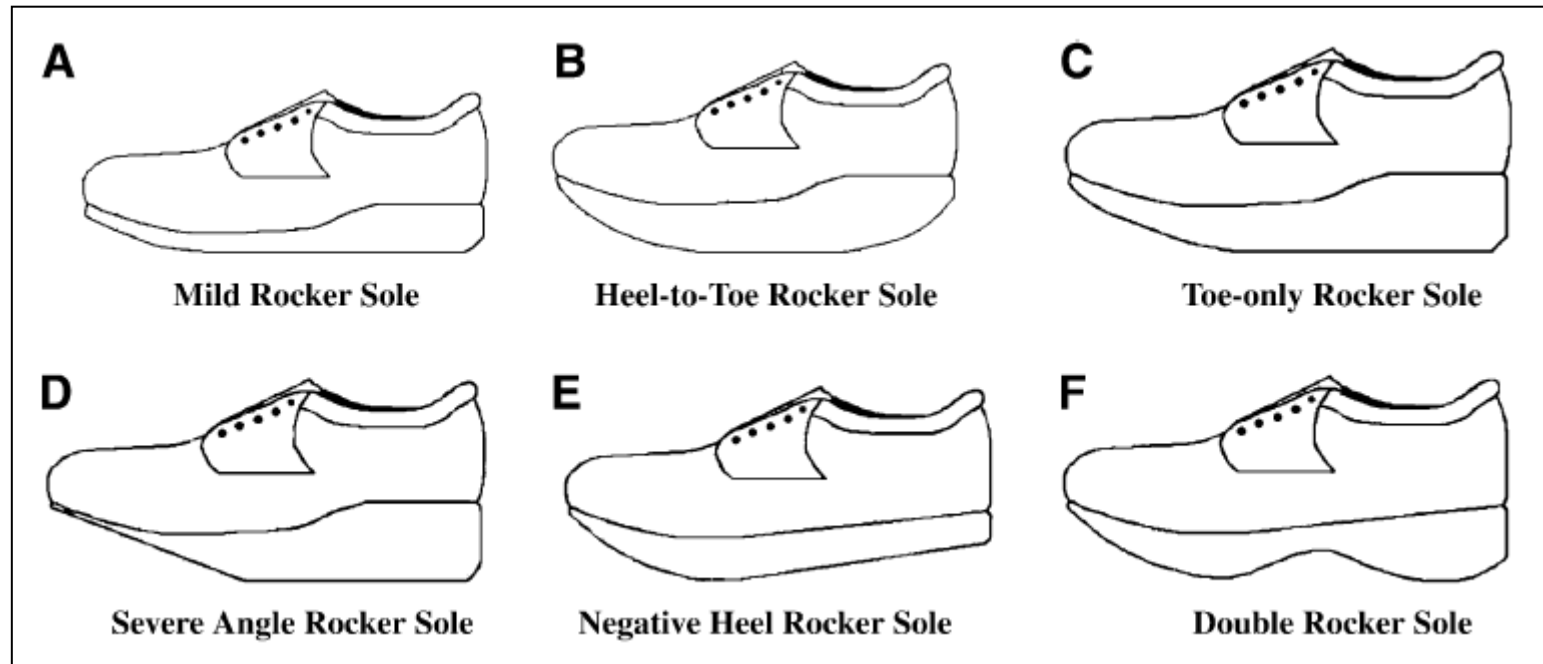 A
B
C
Mild Rocker Sole
Heel-to-Toe Rocker Sole
Toe-only Rocker Sole
D
E
F
Severe Angle Rocker Sole
Negative Heel Rocker Sole
Double Rocker Sole